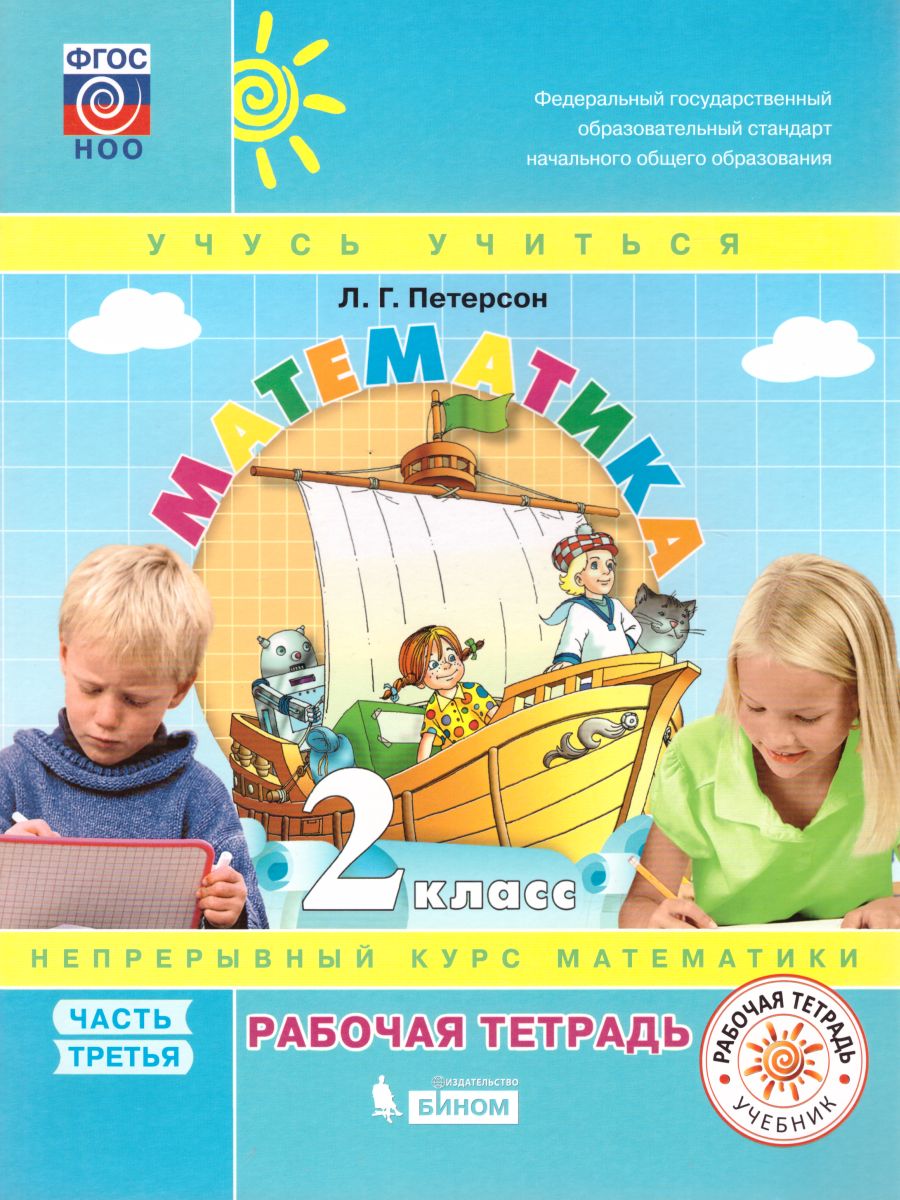 ФГОС
НОО
Федеральный государственный
образовательный стандарт
начального общего образования
УЧУСЬ УЧИТЬСЯ
Л. Г. Петерсон
МАТЕМАТИКА
2 класс
НЕПРЕРЫВНЫЙ КУРС МАТЕМАТИКИ
ЧАСТЬ
ТРЕТЬЯ
РАБОЧАЯ ТЕТРАДЬ
ИЗДАТЕЛЬСТВО
БИНОМ
РАБОЧАЯ ТЕТРАДЬ
УЧЕБНИК